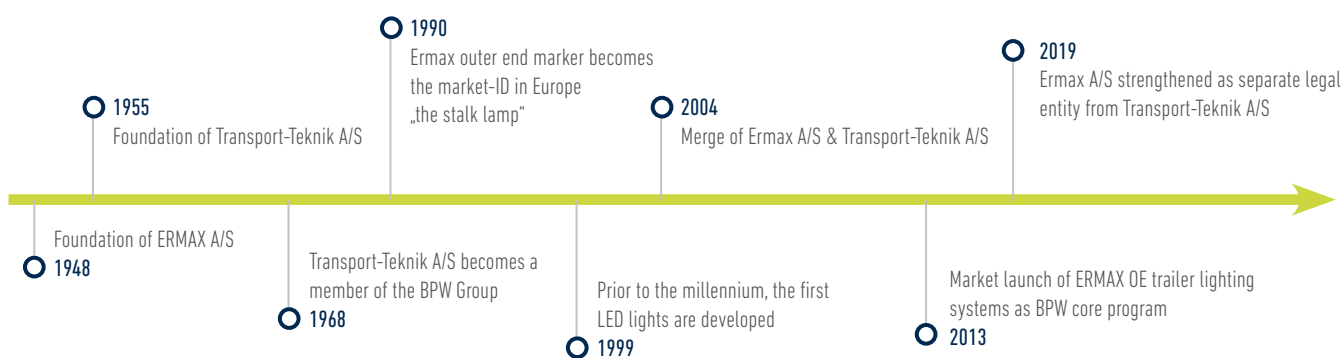 1990
Ermax outer end marker becomes
the market-ID in Europe
„the stalk lamp“
2019
Ermax A/S strengthened as separate legal
entity from Transport-Teknik A/S
1955
Foundation of Transport-Teknik A/S
2004
Merge of Ermax A/S & Transport-Teknik A/S
Foundation of ERMAX A/S
1948
Transport-Teknik A/S becomes a
member of the BPW Group
1968
Prior to the millennium, the first
LED lights are developed
1999
Market launch of ERMAX OE trailer lighting
systems as BPW core program
2013